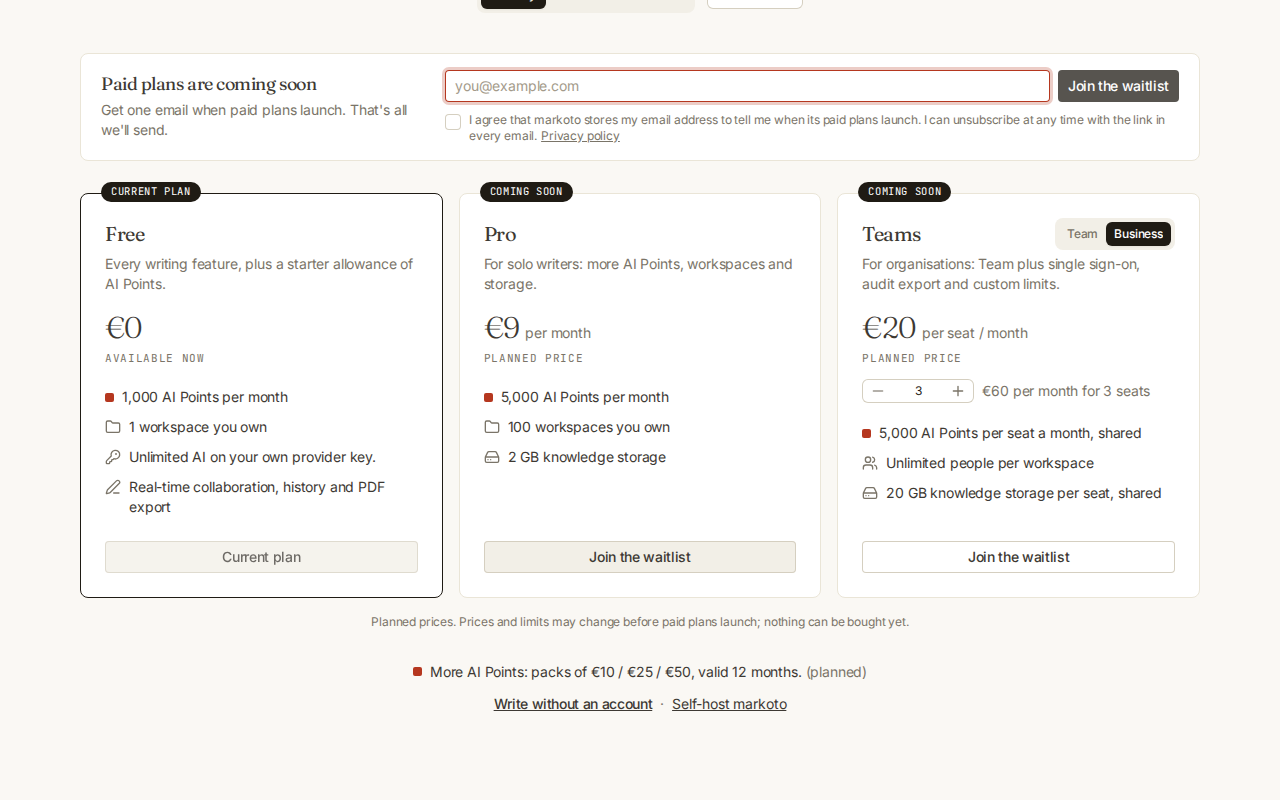 Paid plans are coming soon
Get one email when paid plans launch. That's all
we'll send.
you@example.com
Join the waitlist
I agree that markoto stores my email address to tell me when its paid plans launch. I can unsubscribe at any time with the link in
every email. Privacy policy
CURRENT PLAN
Free
Every writing feature, plus a starter allowance of
AI Points.
€0
AVAILABLE NOW
1,000 AI Points per month
1 workspace you own
Unlimited AI on your own provider key.
Real-time collaboration, history and PDF
export
Current plan
COMING SOON
Pro
For solo writers: more AI Points, workspaces and
storage.
€9 per month
PLANNED PRICE
5,000 AI Points per month
100 workspaces you own
2 GB knowledge storage
Join the waitlist
COMING SOON
Teams
Team Business
For organisations: Team plus single sign-on,
audit export and custom limits.
€20 per seat / month
PLANNED PRICE
3 €60 per month for 3 seats
5,000 AI Points per seat a month, shared
Unlimited people per workspace
20 GB knowledge storage per seat, shared
Join the waitlist
Planned prices. Prices and limits may change before paid plans launch; nothing can be bought yet.
More AI Points: packs of €10 / €25 / €50, valid 12 months. (planned)
Write without an account · Self-host markoto